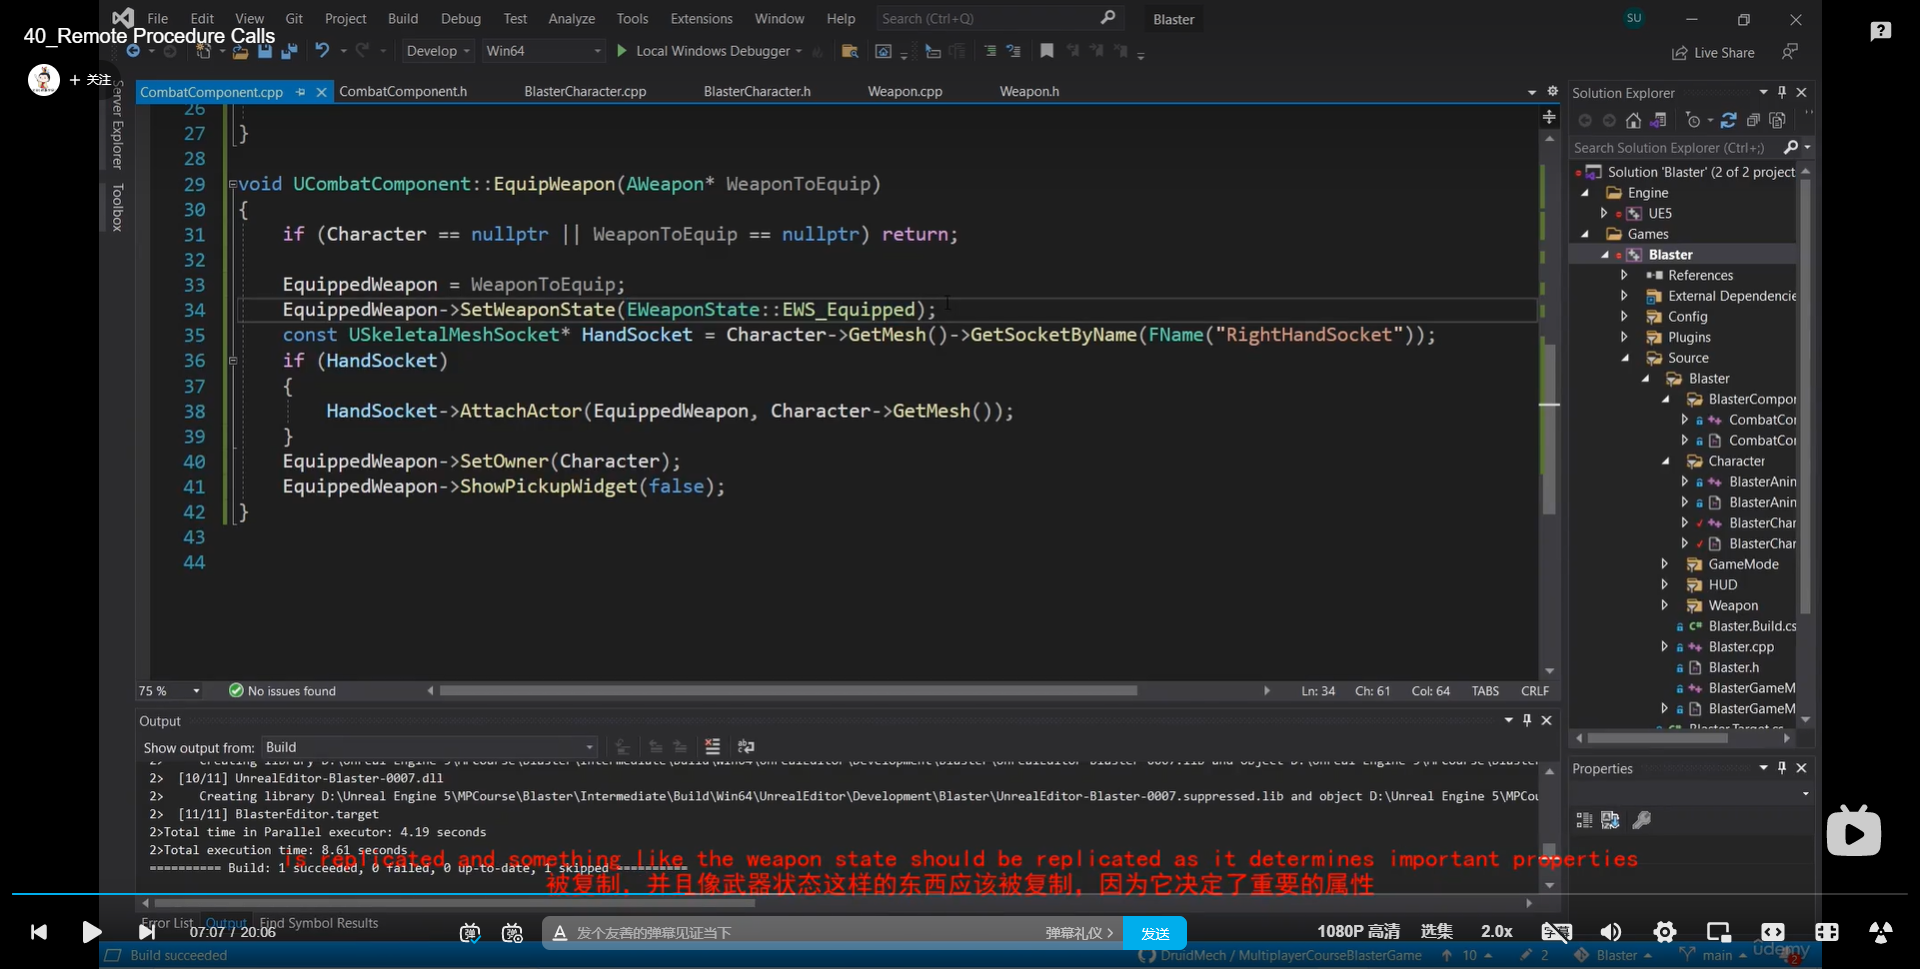 File Edit View Git Project Build Debug Test Analyze Tools Extensions Window Help Search (Ctrl+Q) Blaster SU
40_Remote Procedure Calls
Develop Win64 Local Windows Debugger Live Share
+ 关注
CombatComponent.cpp CombatComponent.h BlasterCharacter.cpp BlasterCharacter.h Weapon.cpp Weapon.h
Server Explorer
Toolbox
26
27 }
28
29 void UCombatComponent::EquipWeapon(AWeapon* WeaponToEquip)
30 {
31 if (Character == nullptr || WeaponToEquip == nullptr) return;
32
33 EquippedWeapon = WeaponToEquip;
34 EquippedWeapon->SetWeaponState(EWeaponState::EWS_Equipped);
35 const USkeletalMeshSocket* HandSocket = Character->GetMesh()->GetSocketByName(FName("RightHandSocket"));
36 if (HandSocket)
37 {
38 HandSocket->AttachActor(EquippedWeapon, Character->GetMesh());
39 }
40 EquippedWeapon->SetOwner(Character);
41 EquippedWeapon->ShowPickupWidget(false);
42 }
43
44
75 % No issues found Ln: 34 Ch: 61 Col: 64 TABS CRLF
Solution Explorer
Search Solution Explorer (Ctrl+;)
Solution 'Blaster' (2 of 2 project
Engine
UE5
Games
Blaster
References
External Dependencie
Config
Plugins
Source
Blaster
BlasterCompor
CombatCor
CombatCor
Character
BlasterAnin
BlasterAnin
BlasterChar
BlasterChar
GameMode
HUD
Weapon
Blaster.Build.cs
Blaster.cpp
Blaster.h
BlasterGameM
BlasterGameM
Blaster.Target.cs
Properties
Output
Show output from: Build
2> [10/11] UnrealEditor-Blaster-0007.dll
2> Creating library D:\Unreal Engine 5\MPCourse\Blaster\Intermediate\Build\Win64\UnrealEditor\Development\Blaster\UnrealEditor-Blaster-0007.suppressed.lib and object D:\Unreal Engine 5\MPCou
2> [11/11] BlasterEditor.target
2>Total time in Parallel executor: 4.19 seconds
2>Total execution time: 8.61 seconds
========== Build: 1 succeeded, 0 failed, 0 up-to-date, 1 skipped ==========
is replicated and something like the weapon state should be replicated as it determines important properties
被复制，并且像武器状态这样的东西应该被复制，因为它决定了重要的属性
Error List Output Find Symbol Results
07:07 / 20:06 弹 弹 A 发个友善的弹幕见证当下 弹幕礼仪 > 发送 1080P 高清 选集 2.0x 字幕
udemy
Build succeeded DruidMech / MultiplayerCourseBlasterGame 10 2 Blaster main 2